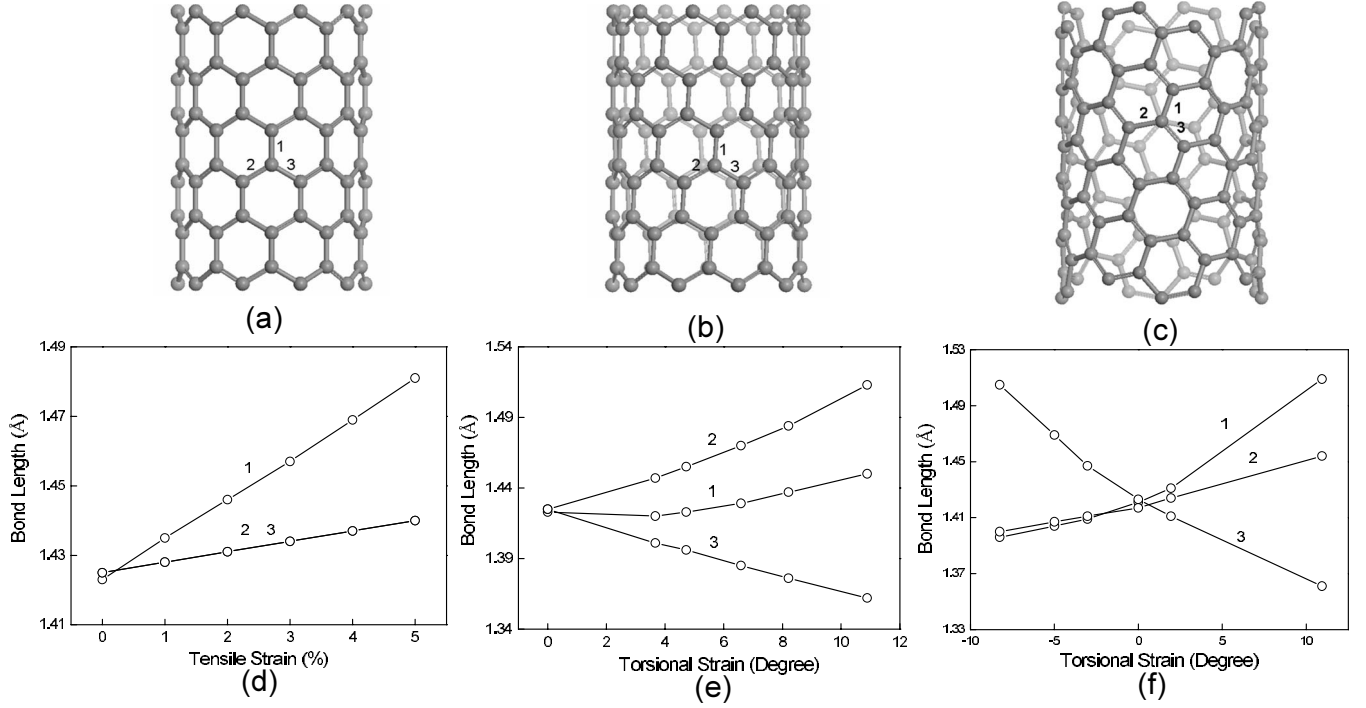 1
2 3
(a)
1
2 3
(b)
1
2
3
(c)
Bond Length (Å)
1.49
1.47
1.45
1.43
1.41
1
2 3
0 1 2 3 4 5
Tensile Strain (%)
(d)
Bond Length (Å)
1.54
1.49
1.44
1.39
1.34
2
1
3
0 2 4 6 8 10 12
Torsional Strain (Degree)
(e)
Bond Length (Å)
1.53
1.49
1.45
1.41
1.37
1.33
1
2
3
-10 -5 0 5 10
Torsional Strain (Degree)
(f)